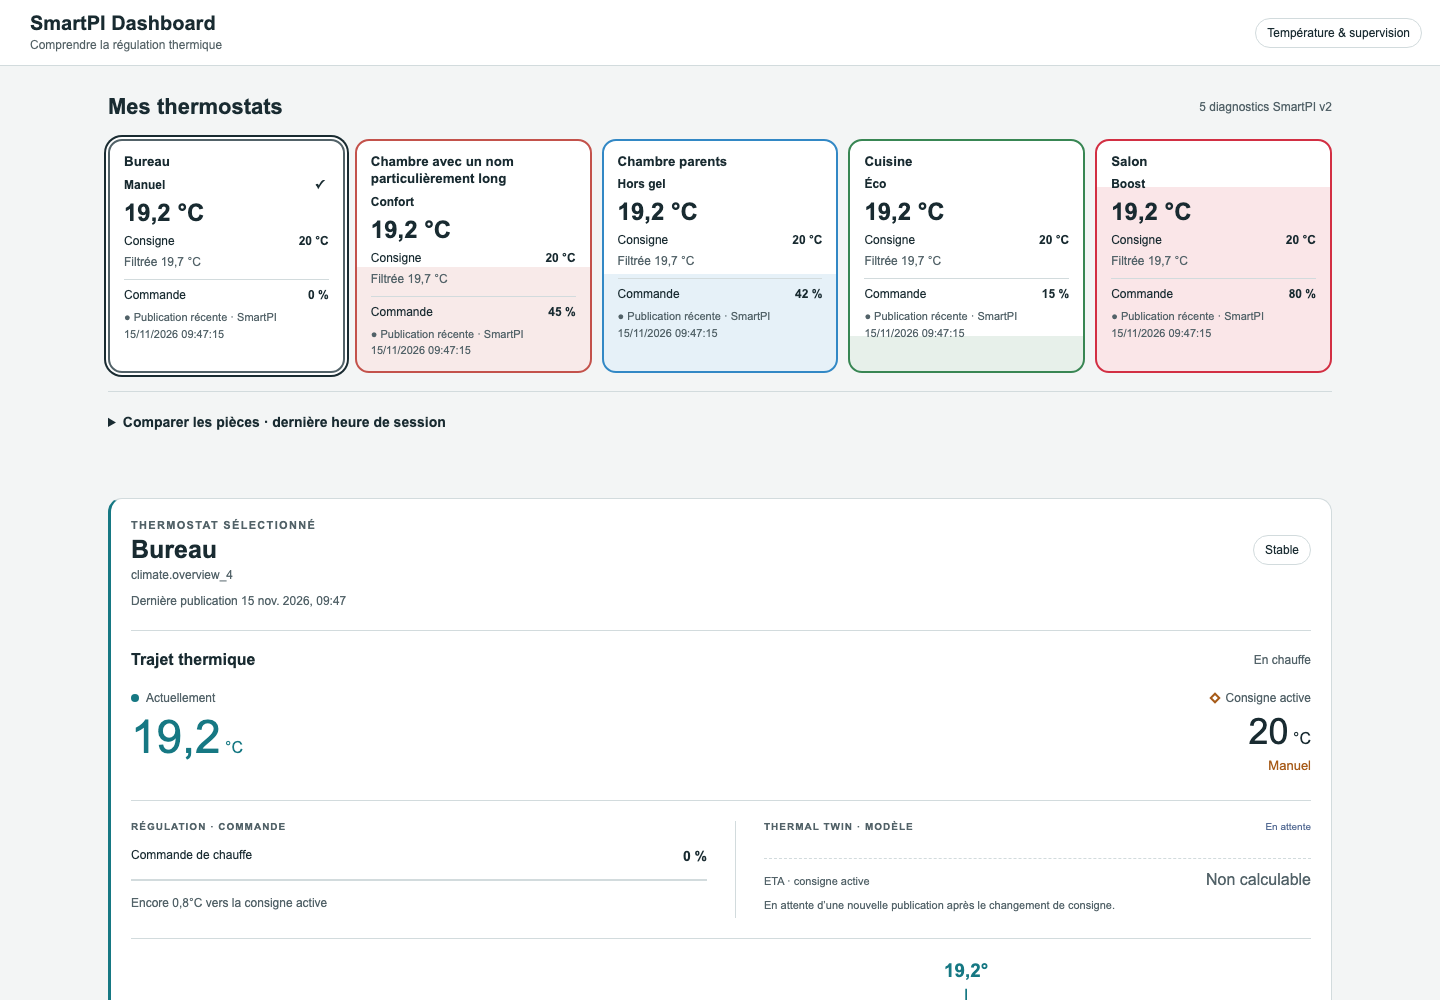 SmartPI Dashboard
Comprendre la régulation thermique
Température & supervision
Mes thermostats
5 diagnostics SmartPI v2
Bureau
Manuel ✓
19,2 °C
Consigne 20 °C
Filtrée 19,7 °C
Commande 0 %
● Publication récente · SmartPI
15/11/2026 09:47:15
Chambre avec un nom
particulièrement long
Confort
19,2 °C
Consigne 20 °C
Filtrée 19,7 °C
Commande 45 %
● Publication récente · SmartPI
15/11/2026 09:47:15
Chambre parents
Hors gel
19,2 °C
Consigne 20 °C
Filtrée 19,7 °C
Commande 42 %
● Publication récente · SmartPI
15/11/2026 09:47:15
Cuisine
Éco
19,2 °C
Consigne 20 °C
Filtrée 19,7 °C
Commande 15 %
● Publication récente · SmartPI
15/11/2026 09:47:15
Salon
Boost
19,2 °C
Consigne 20 °C
Filtrée 19,7 °C
Commande 80 %
● Publication récente · SmartPI
15/11/2026 09:47:15
▶ Comparer les pièces · dernière heure de session
THERMOSTAT SÉLECTIONNÉ
Bureau
Stable
climate.overview_4
Dernière publication 15 nov. 2026, 09:47
Trajet thermique
En chauffe
Actuellement
19,2 °C
Consigne active
20 °C
Manuel
RÉGULATION · COMMANDE
Commande de chauffe 0 %
Encore 0,8°C vers la consigne active
THERMAL TWIN · MODÈLE
En attente
ETA · consigne active Non calculable
En attente d’une nouvelle publication après le changement de consigne.
19,2°